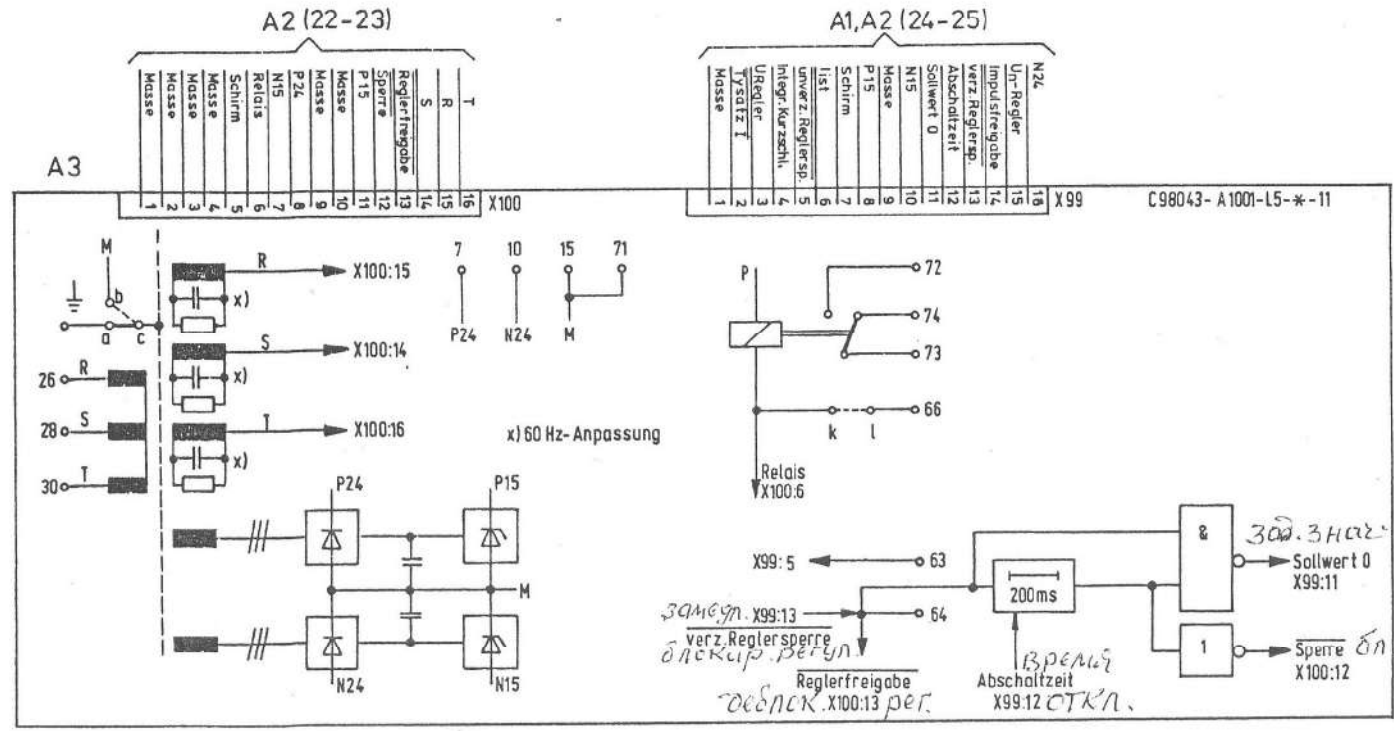 A2 (22-23)
A1,A2 (24-25)
Masse
Masse
Masse
Masse
Schirm
Relais
N15
P24
Masse
Masse
P15
Sperre
Reglerfreigabe
S
R
T
Masse
Tysatz I
URegler
Integr. Kurzschl.
unverz. Reglersp.
Iist
Schirm
P15
Masse
N15
Sollwert 0
Abschaltzeit
verz. Reglersp.
Impulsfreigabe
Un-Regler
N24
A3
1 2 3 4 5 6 7 8 9 10 11 12 13 14 15 16 X100
1 2 3 4 5 6 7 8 9 10 11 12 13 14 15 16 X99
C98043-A1001-L5-*-11
M
b
a c
R X100:15
x)
S X100:14
x)
T X100:16
x)
26 R
28 S
30 T
7 10 15 71
P24 N24 M
x) 60 Hz-Anpassung
P24 P15
M
N24 N15
P
72
74
73
66
k l
Relais
X100:6
X99:5 63
замедл. X99:13 64
verz. Reglersperre
блокир. регул.
Reglerfreigabe
X100:13 рег.
200ms
время
Abschaltzeit
X99:12 откл.
&
зад. знач.
Sollwert 0
X99:11
1
Sperre бл
X100:12